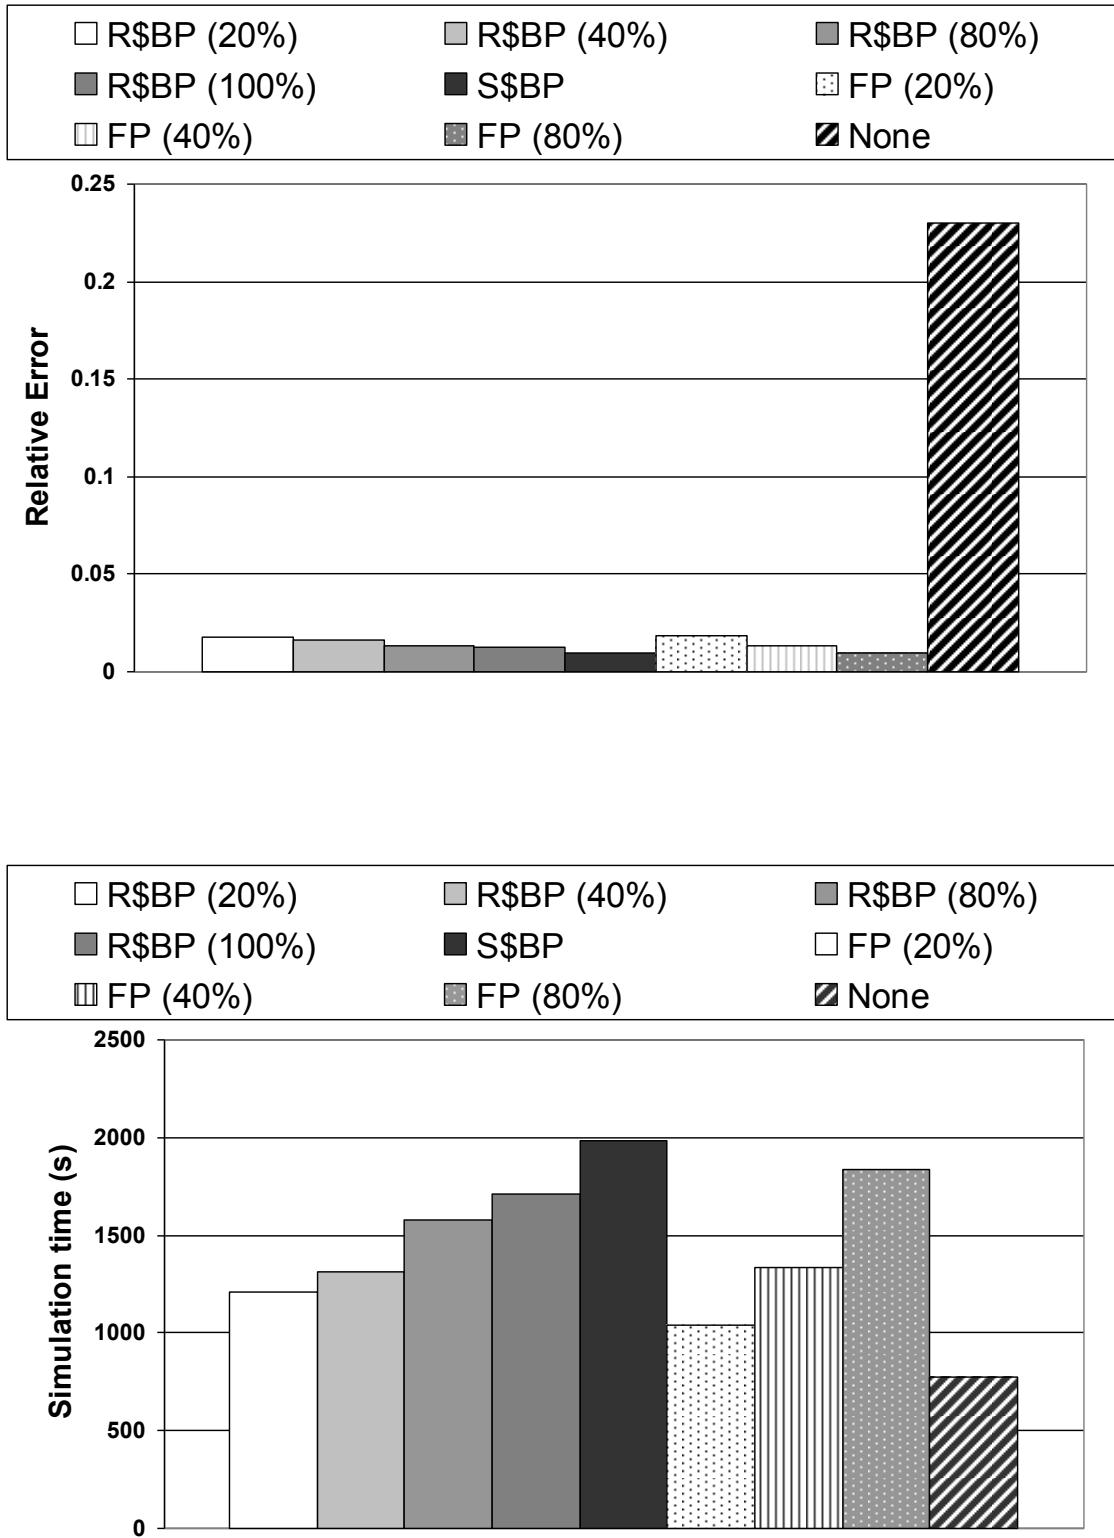 R$BP (20%) R$BP (40%) R$BP (80%)
R$BP (100%) S$BP FP (20%)
FP (40%) FP (80%) None
0.25
0.2
0.15
0.1
0.05
0
Relative Error
R$BP (20%) R$BP (40%) R$BP (80%)
R$BP (100%) S$BP FP (20%)
FP (40%) FP (80%) None
2500
2000
1500
1000
500
0
Simulation time (s)